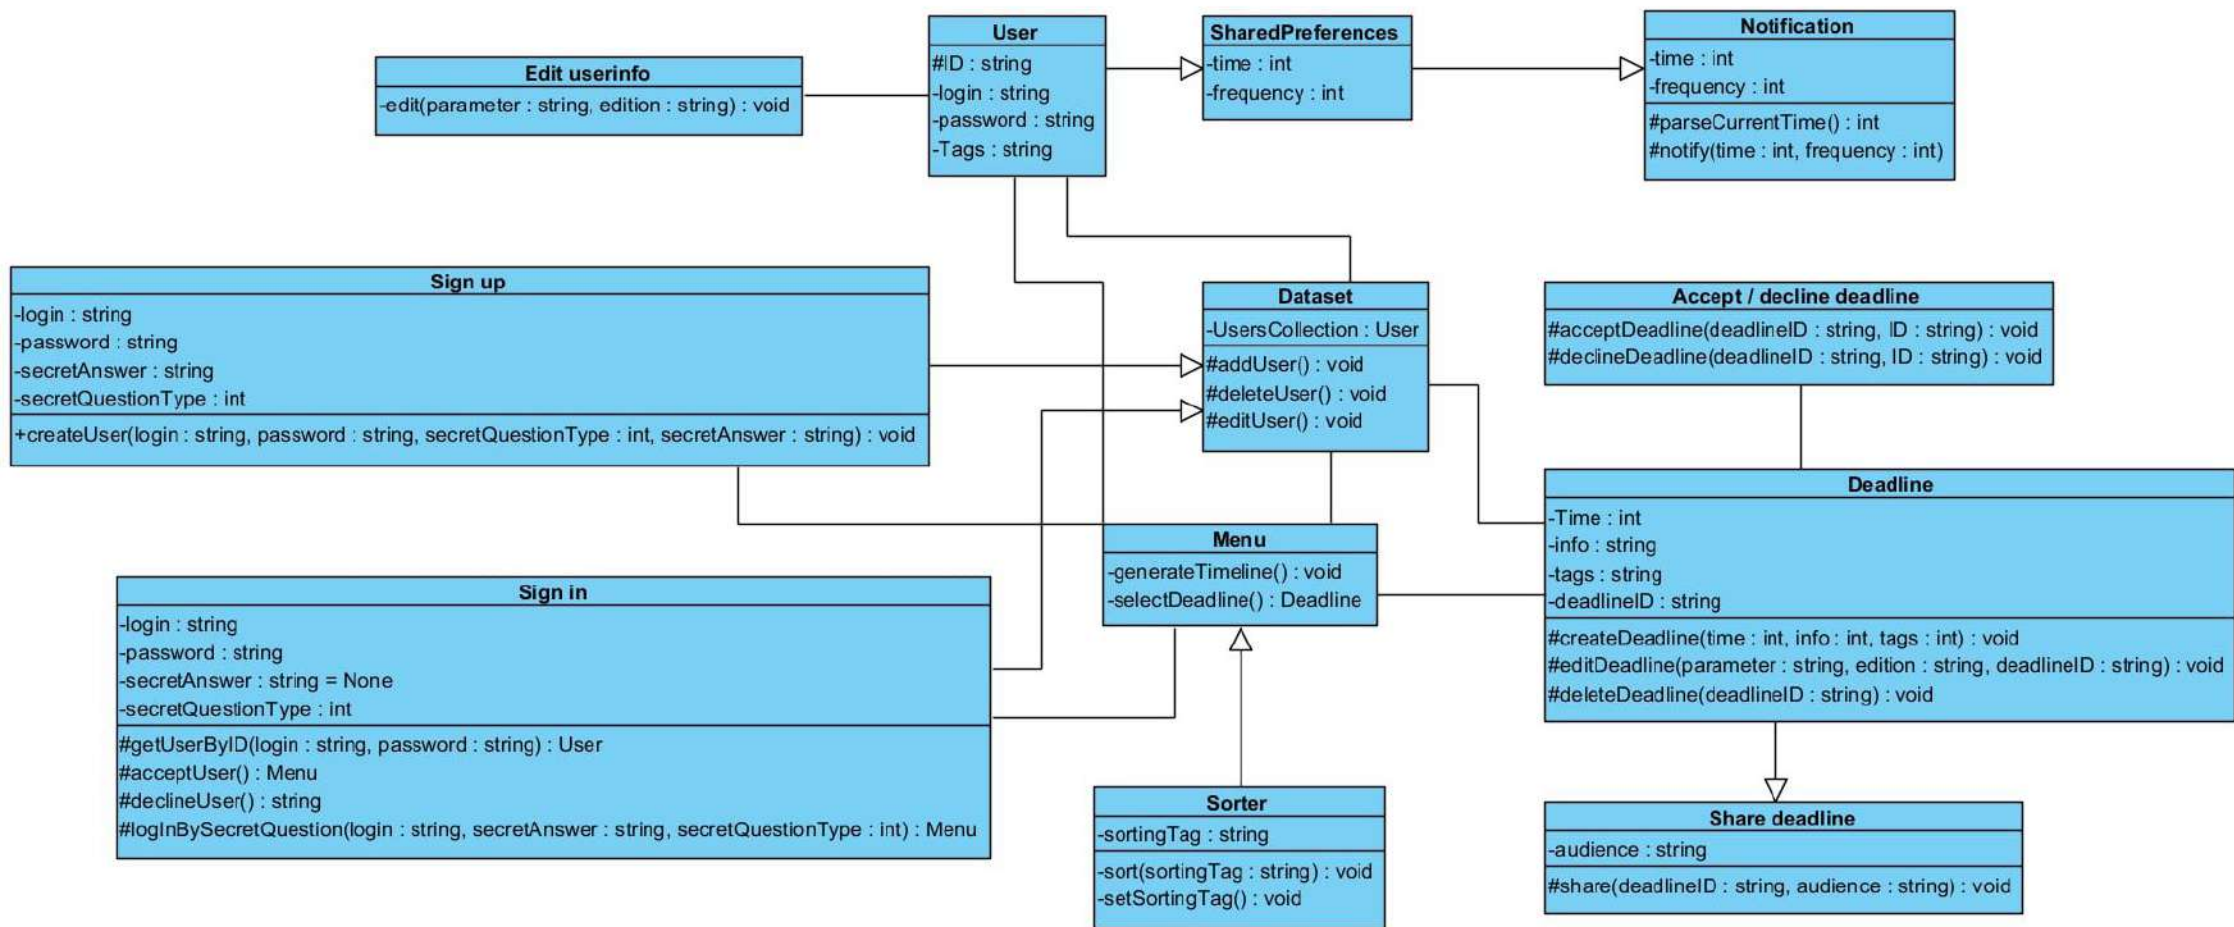 User
#ID : string
-login : string
-password : string
-Tags : string
SharedPreferences
-time : int
-frequency : int
Notification
-time : int
-frequency : int
#parseCurrentTime() : int
#notify(time : int, frequency : int)
Edit userinfo
-edit(parameter : string, edition : string) : void
Sign up
-login : string
-password : string
-secretAnswer : string
-secretQuestionType : int
+createUser(login : string, password : string, secretQuestionType : int, secretAnswer : string) : void
Dataset
-UsersCollection : User
#addUser() : void
#deleteUser() : void
#editUser() : void
Accept / decline deadline
#acceptDeadline(deadlineID : string, ID : string) : void
#declineDeadline(deadlineID : string, ID : string) : void
Deadline
-Time : int
-info : string
-tags : string
-deadlineID : string
#createDeadline(time : int, info : int, tags : int) : void
#editDeadline(parameter : string, edition : string, deadlineID : string) : void
#deleteDeadline(deadlineID : string) : void
Menu
-generateTimeline() : void
-selectDeadline() : Deadline
Sign in
-login : string
-password : string
-secretAnswer : string = None
-secretQuestionType : int
#getUserByID(login : string, password : string) : User
#acceptUser() : Menu
#declineUser() : string
#logInBySecretQuestion(login : string, secretAnswer : string, secretQuestionType : int) : Menu
Sorter
-sortingTag : string
-sort(sortingTag : string) : void
-setSortingTag() : void
Share deadline
-audience : string
#share(deadlineID : string, audience : string) : void